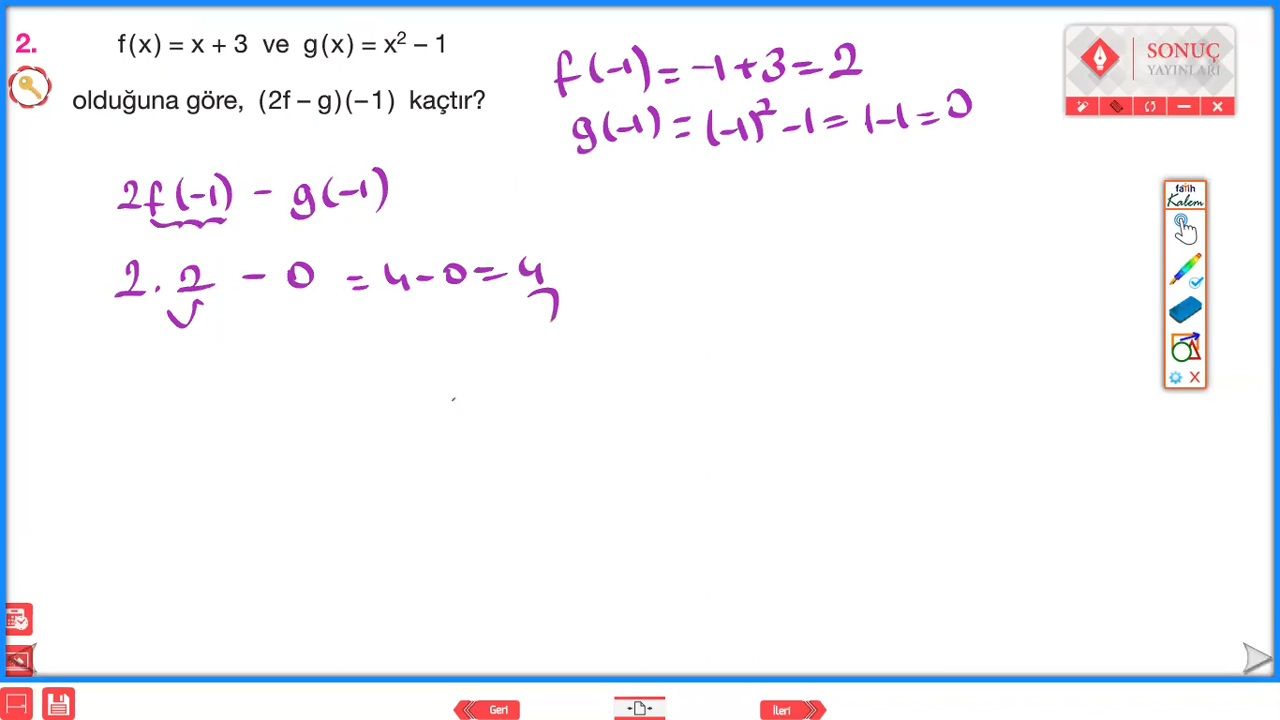 2.
f(x) = x + 3 ve g(x) = x² – 1
olduğuna göre, (2f – g)(–1) kaçtır?
f(-1) = -1+3 = 2
g(-1) = (-1)² -1 = 1-1 = 0
2f(-1) - g(-1)
2 . 2 - 0 = 4-0 = 4
SONUÇ
YAYINLARI
fatih
Kalem
Geri
İleri